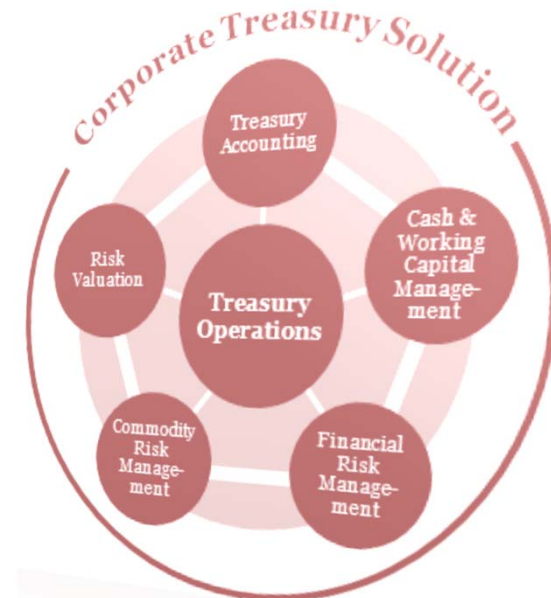 Corporate Treasury Solution
Treasury
Accounting
Cash &
Working
Capital
Manage-
ment
Risk
Valuation
Treasury
Operations
Commodity
Risk
Manage-
ment
Financial
Risk
Manage-
ment